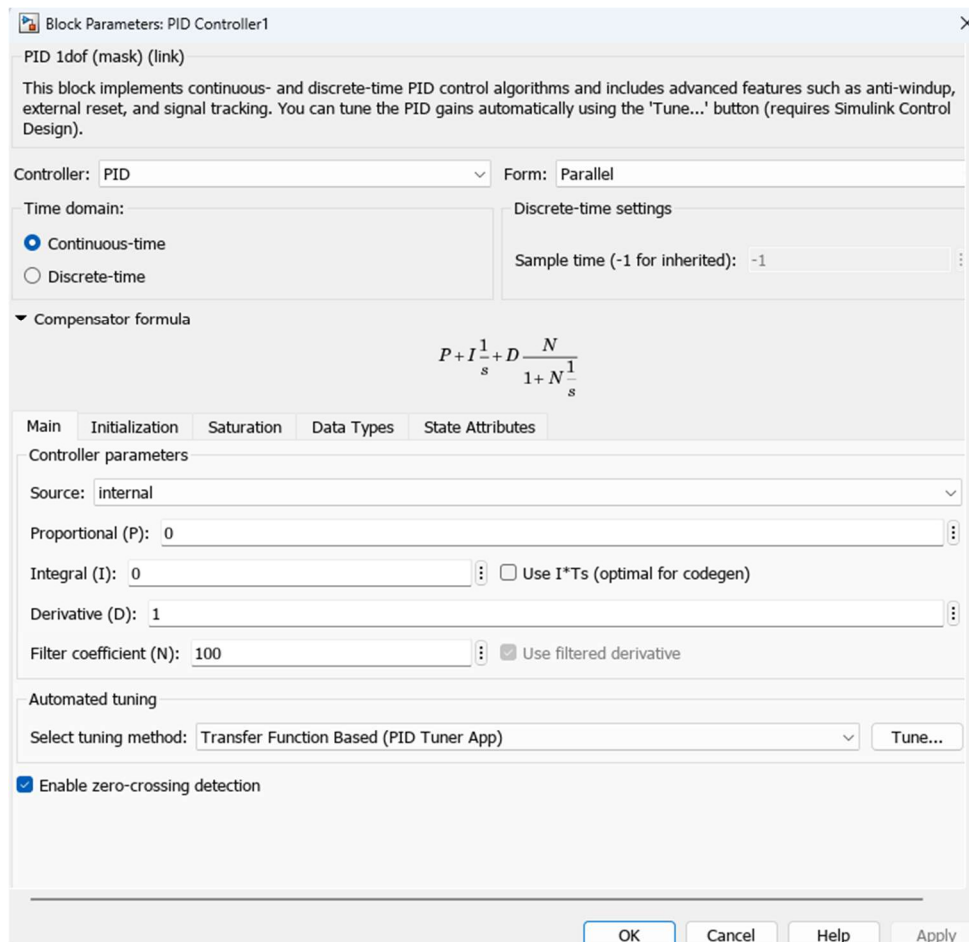 Block Parameters: PID Controller1
PID 1dof (mask) (link)
This block implements continuous- and discrete-time PID control algorithms and includes advanced features such as anti-windup,
external reset, and signal tracking. You can tune the PID gains automatically using the 'Tune...' button (requires Simulink Control
Design).
Controller: PID Form: Parallel
Time domain: Discrete-time settings
Continuous-time
Sample time (-1 for inherited): -1
Discrete-time
Compensator formula
P + I 1/s + D N/(1 + N 1/s)
Main Initialization Saturation Data Types State Attributes
Controller parameters
Source: internal
Proportional (P): 0
Integral (I): 0 Use I*Ts (optimal for codegen)
Derivative (D): 1
Filter coefficient (N): 100 Use filtered derivative
Automated tuning
Select tuning method: Transfer Function Based (PID Tuner App) Tune...
Enable zero-crossing detection
OK Cancel Help Apply